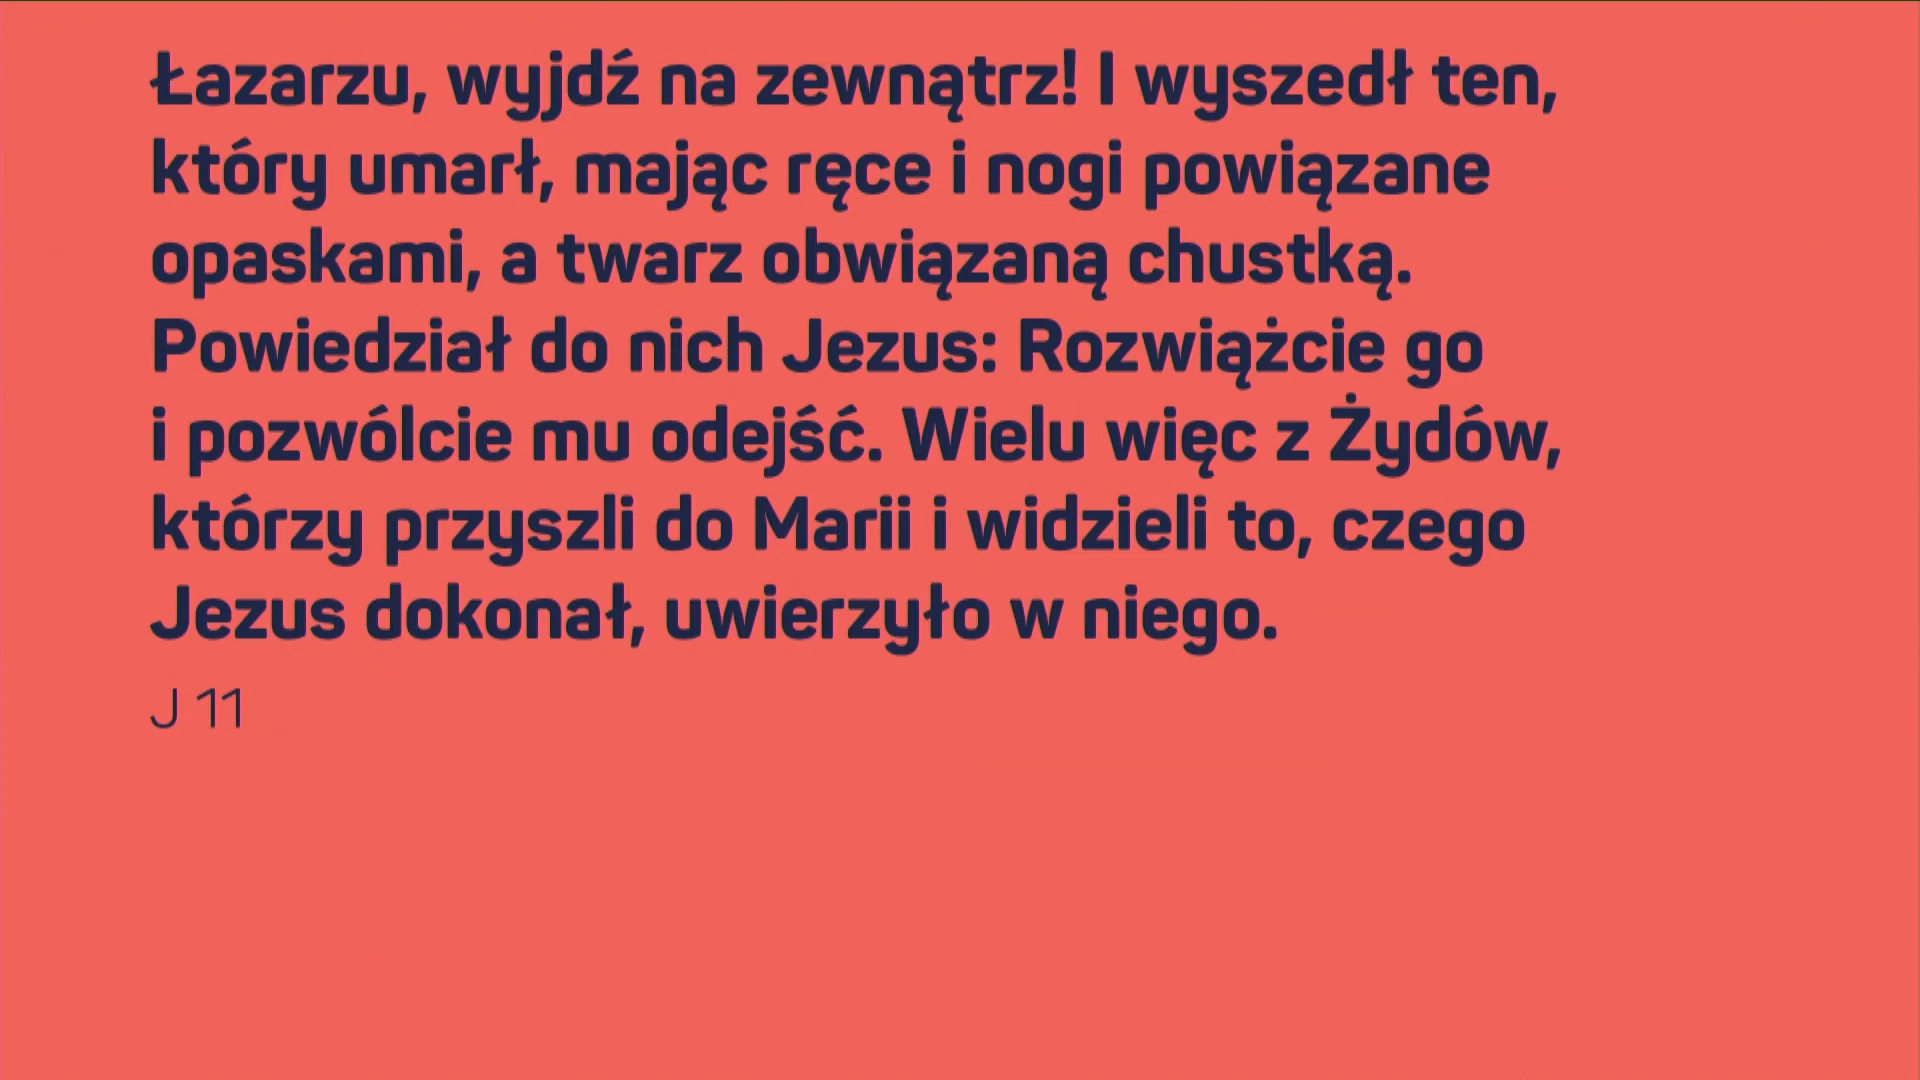 Łazarzu, wyjdź na zewnątrz! I wyszedł ten,
który umarł, mając ręce i nogi powiązane
opaskami, a twarz obwiązaną chustką.
Powiedział do nich Jezus: Rozwiążcie go
i pozwólcie mu odejść. Wielu więc z Żydów,
którzy przyszli do Marii i widzieli to, czego
Jezus dokonał, uwierzyło w niego.
J 11